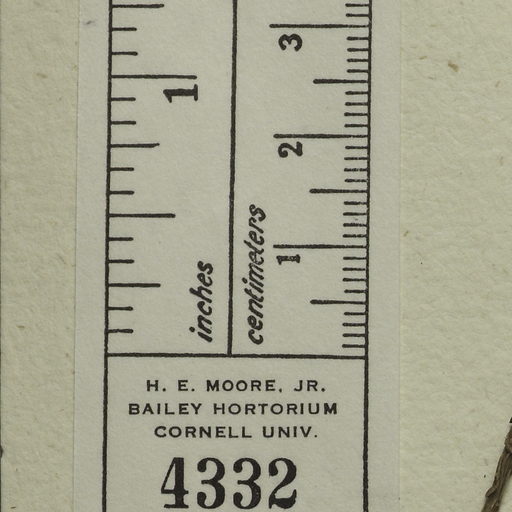 1
inches
3
2
1
centimeters
H. E. MOORE, JR.
BAILEY HORTORIUM
CORNELL UNIV.
4332